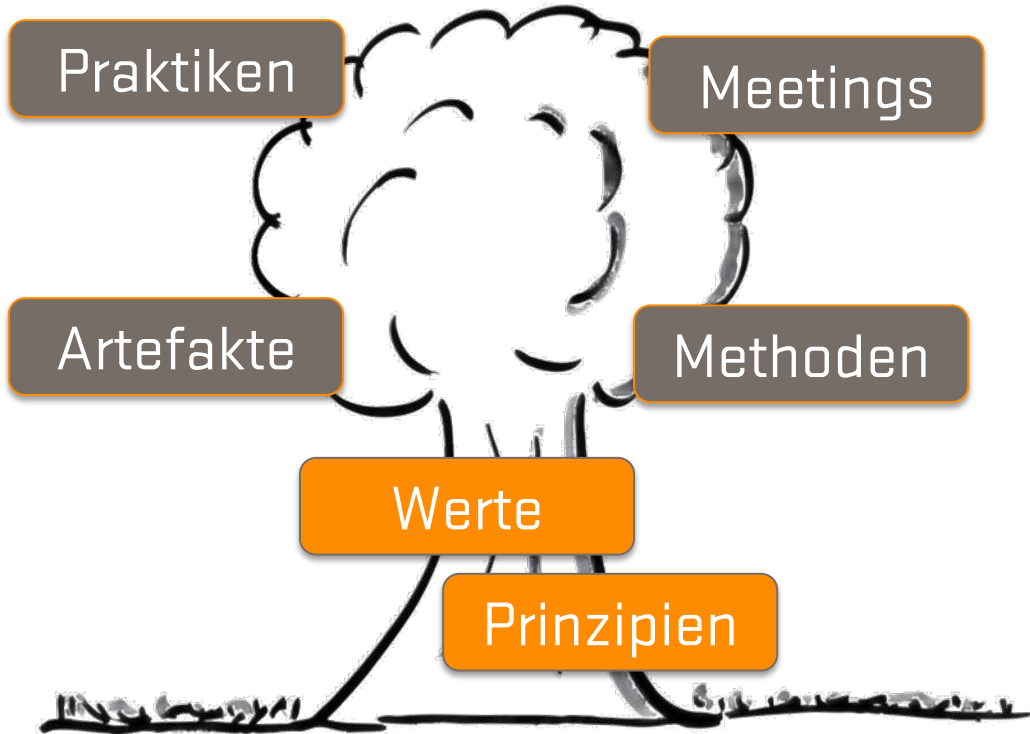 Praktiken
Meetings
Artefakte
Methoden
Werte
Prinzipien